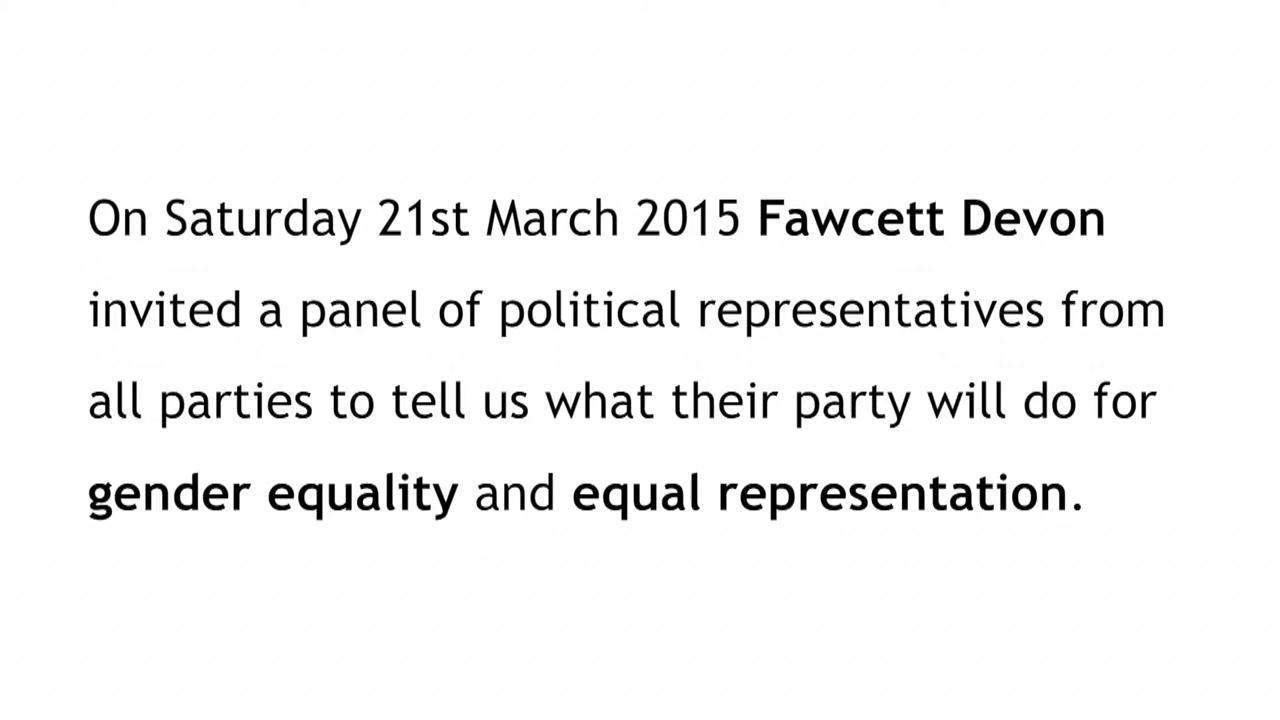 On Saturday 21st March 2015 Fawcett Devon
invited a panel of political representatives from
all parties to tell us what their party will do for
gender equality and equal representation.